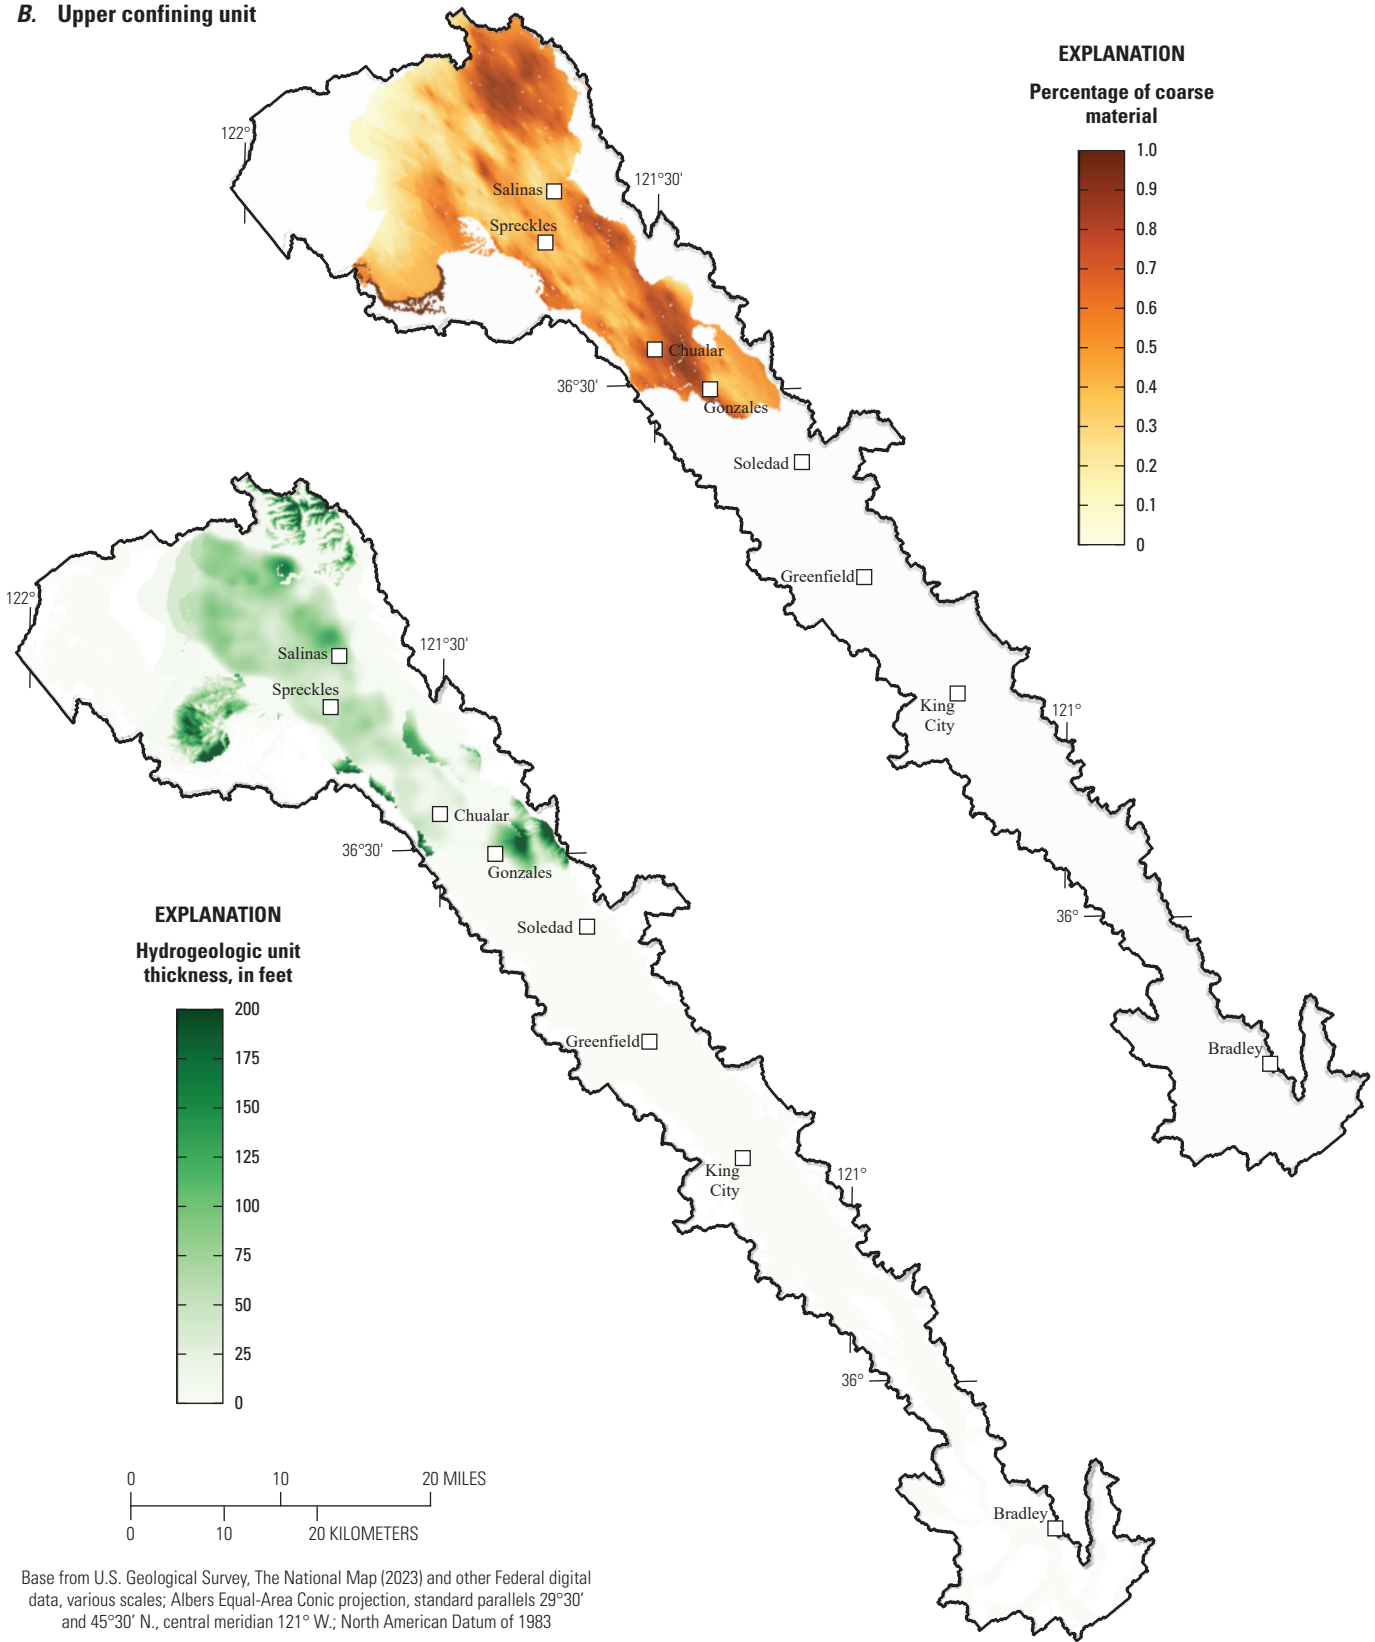 B. Upper confining unit
EXPLANATION
Percentage of coarse
material
1.0
0.9
0.8
0.7
0.6
0.5
0.4
0.3
0.2
0.1
0
122°
121°30'
Salinas
Spreckles
Chualar
36°30'
Gonzales
Soledad
Greenfield
King
City
121°
36°
Bradley
122°
121°30'
Salinas
Spreckles
Chualar
36°30'
Gonzales
Soledad
Greenfield
King
City
121°
36°
Bradley
EXPLANATION
Hydrogeologic unit
thickness, in feet
200
175
150
125
100
75
50
25
0
0 10 20 MILES
0 10 20 KILOMETERS
Base from U.S. Geological Survey, The National Map (2023) and other Federal digital
data, various scales; Albers Equal-Area Conic projection, standard parallels 29°30'
and 45°30' N., central meridian 121° W.; North American Datum of 1983